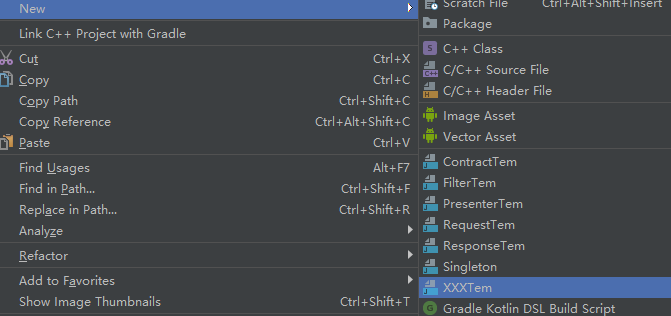 New
Link C++ Project with Gradle
Cut Ctrl+X
Copy Ctrl+C
Copy Path Ctrl+Shift+C
Copy Reference Ctrl+Alt+Shift+C
Paste Ctrl+V
Find Usages Alt+F7
Find in Path... Ctrl+Shift+F
Replace in Path... Ctrl+Shift+R
Analyze
Refactor
Add to Favorites
Show Image Thumbnails Ctrl+Shift+T
Scratch File Ctrl+Alt+Shift+Insert
Package
S C++ Class
C++ C/C++ Source File
H C/C++ Header File
Image Asset
Vector Asset
ContractTem
FilterTem
PresenterTem
RequestTem
ResponseTem
Singleton
XXXTem
G Gradle Kotlin DSL Build Script